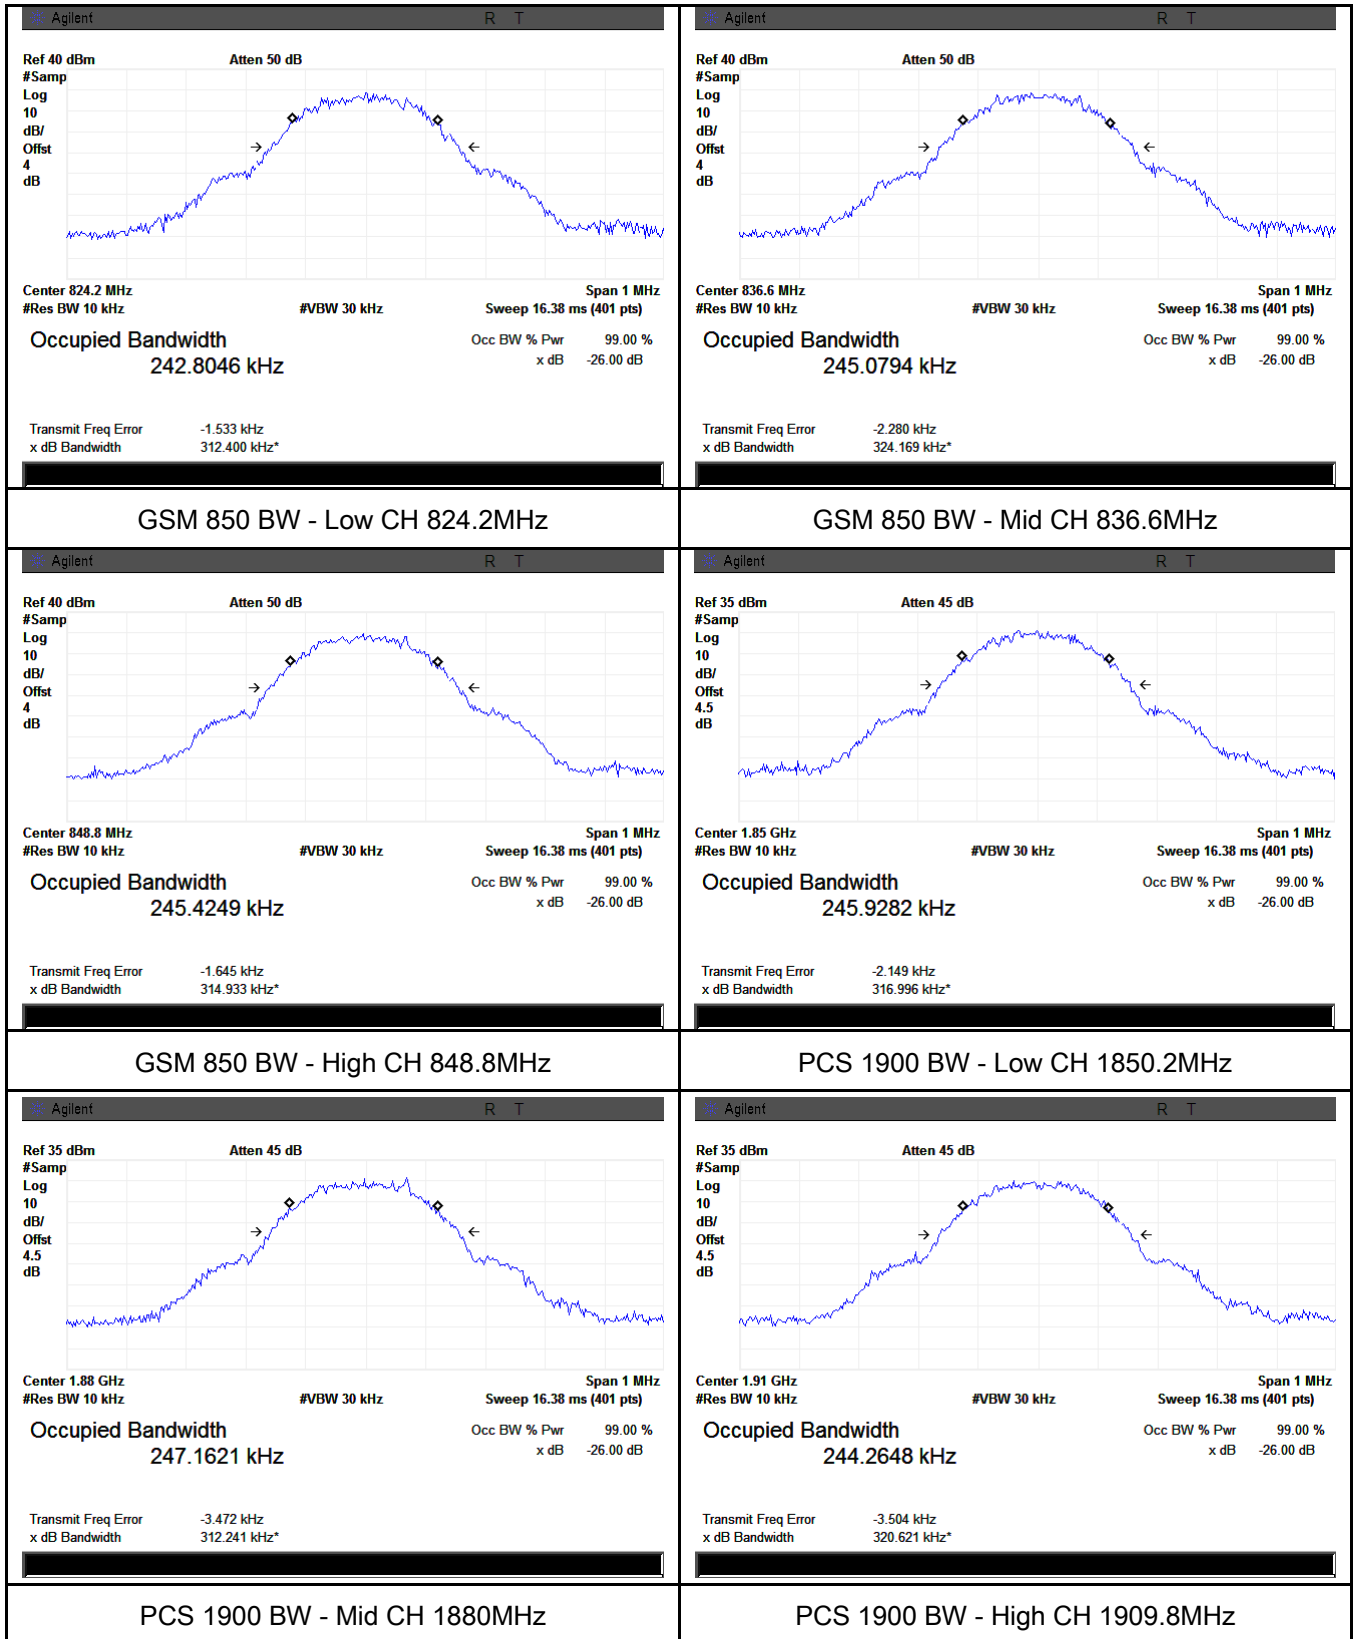 Agilent R T
Ref 40 dBm Atten 50 dB
#Samp
Log
10
dB/
Offst
4
dB
Center 824.2 MHz Span 1 MHz
#Res BW 10 kHz #VBW 30 kHz Sweep 16.38 ms (401 pts)
Occupied Bandwidth Occ BW % Pwr 99.00 %
242.8046 kHz x dB -26.00 dB
Transmit Freq Error -1.533 kHz
x dB Bandwidth 312.400 kHz*
GSM 850 BW - Low CH 824.2MHz
Agilent R T
Ref 40 dBm Atten 50 dB
#Samp
Log
10
dB/
Offst
4
dB
Center 836.6 MHz Span 1 MHz
#Res BW 10 kHz #VBW 30 kHz Sweep 16.38 ms (401 pts)
Occupied Bandwidth Occ BW % Pwr 99.00 %
245.0794 kHz x dB -26.00 dB
Transmit Freq Error -2.280 kHz
x dB Bandwidth 324.169 kHz*
GSM 850 BW - Mid CH 836.6MHz
Agilent R T
Ref 40 dBm Atten 50 dB
#Samp
Log
10
dB/
Offst
4
dB
Center 848.8 MHz Span 1 MHz
#Res BW 10 kHz #VBW 30 kHz Sweep 16.38 ms (401 pts)
Occupied Bandwidth Occ BW % Pwr 99.00 %
245.4249 kHz x dB -26.00 dB
Transmit Freq Error -1.645 kHz
x dB Bandwidth 314.933 kHz*
GSM 850 BW - High CH 848.8MHz
Agilent R T
Ref 35 dBm Atten 45 dB
#Samp
Log
10
dB/
Offst
4.5
dB
Center 1.85 GHz Span 1 MHz
#Res BW 10 kHz #VBW 30 kHz Sweep 16.38 ms (401 pts)
Occupied Bandwidth Occ BW % Pwr 99.00 %
245.9282 kHz x dB -26.00 dB
Transmit Freq Error -2.149 kHz
x dB Bandwidth 316.996 kHz*
PCS 1900 BW - Low CH 1850.2MHz
Agilent R T
Ref 35 dBm Atten 45 dB
#Samp
Log
10
dB/
Offst
4.5
dB
Center 1.88 GHz Span 1 MHz
#Res BW 10 kHz #VBW 30 kHz Sweep 16.38 ms (401 pts)
Occupied Bandwidth Occ BW % Pwr 99.00 %
247.1621 kHz x dB -26.00 dB
Transmit Freq Error -3.472 kHz
x dB Bandwidth 312.241 kHz*
PCS 1900 BW - Mid CH 1880MHz
Agilent R T
Ref 35 dBm Atten 45 dB
#Samp
Log
10
dB/
Offst
4.5
dB
Center 1.91 GHz Span 1 MHz
#Res BW 10 kHz #VBW 30 kHz Sweep 16.38 ms (401 pts)
Occupied Bandwidth Occ BW % Pwr 99.00 %
244.2648 kHz x dB -26.00 dB
Transmit Freq Error -3.504 kHz
x dB Bandwidth 320.621 kHz*
PCS 1900 BW - High CH 1909.8MHz